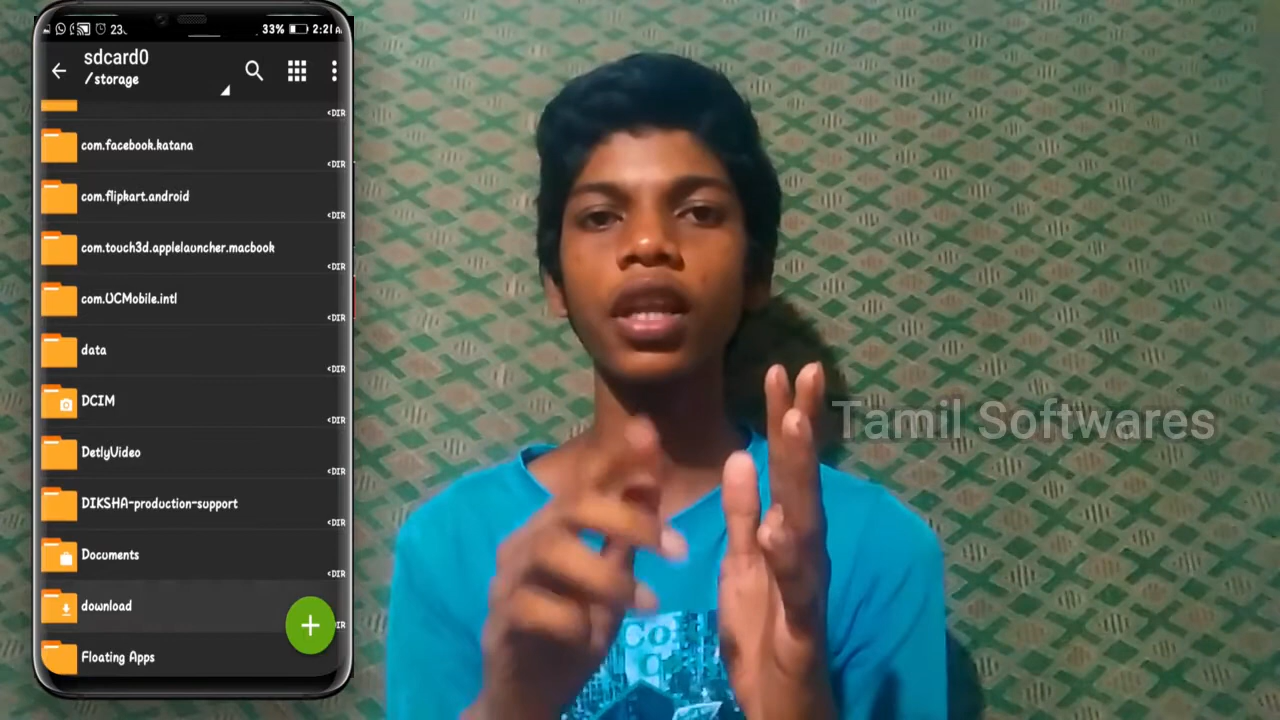 23
33%
2:21
sdcard0
/storage
<DIR
com.facebook.katana
<DIR
com.flipkart.android
<DIR
com.touch3d.applelauncher.macbook
<DIR
com.UCMobile.intl
<DIR
data
<DIR
DCIM
<DIR
DetlyVideo
<DIR
DIKSHA-production-support
<DIR
Documents
<DIR
download
Floating Apps
Tamil Softwares